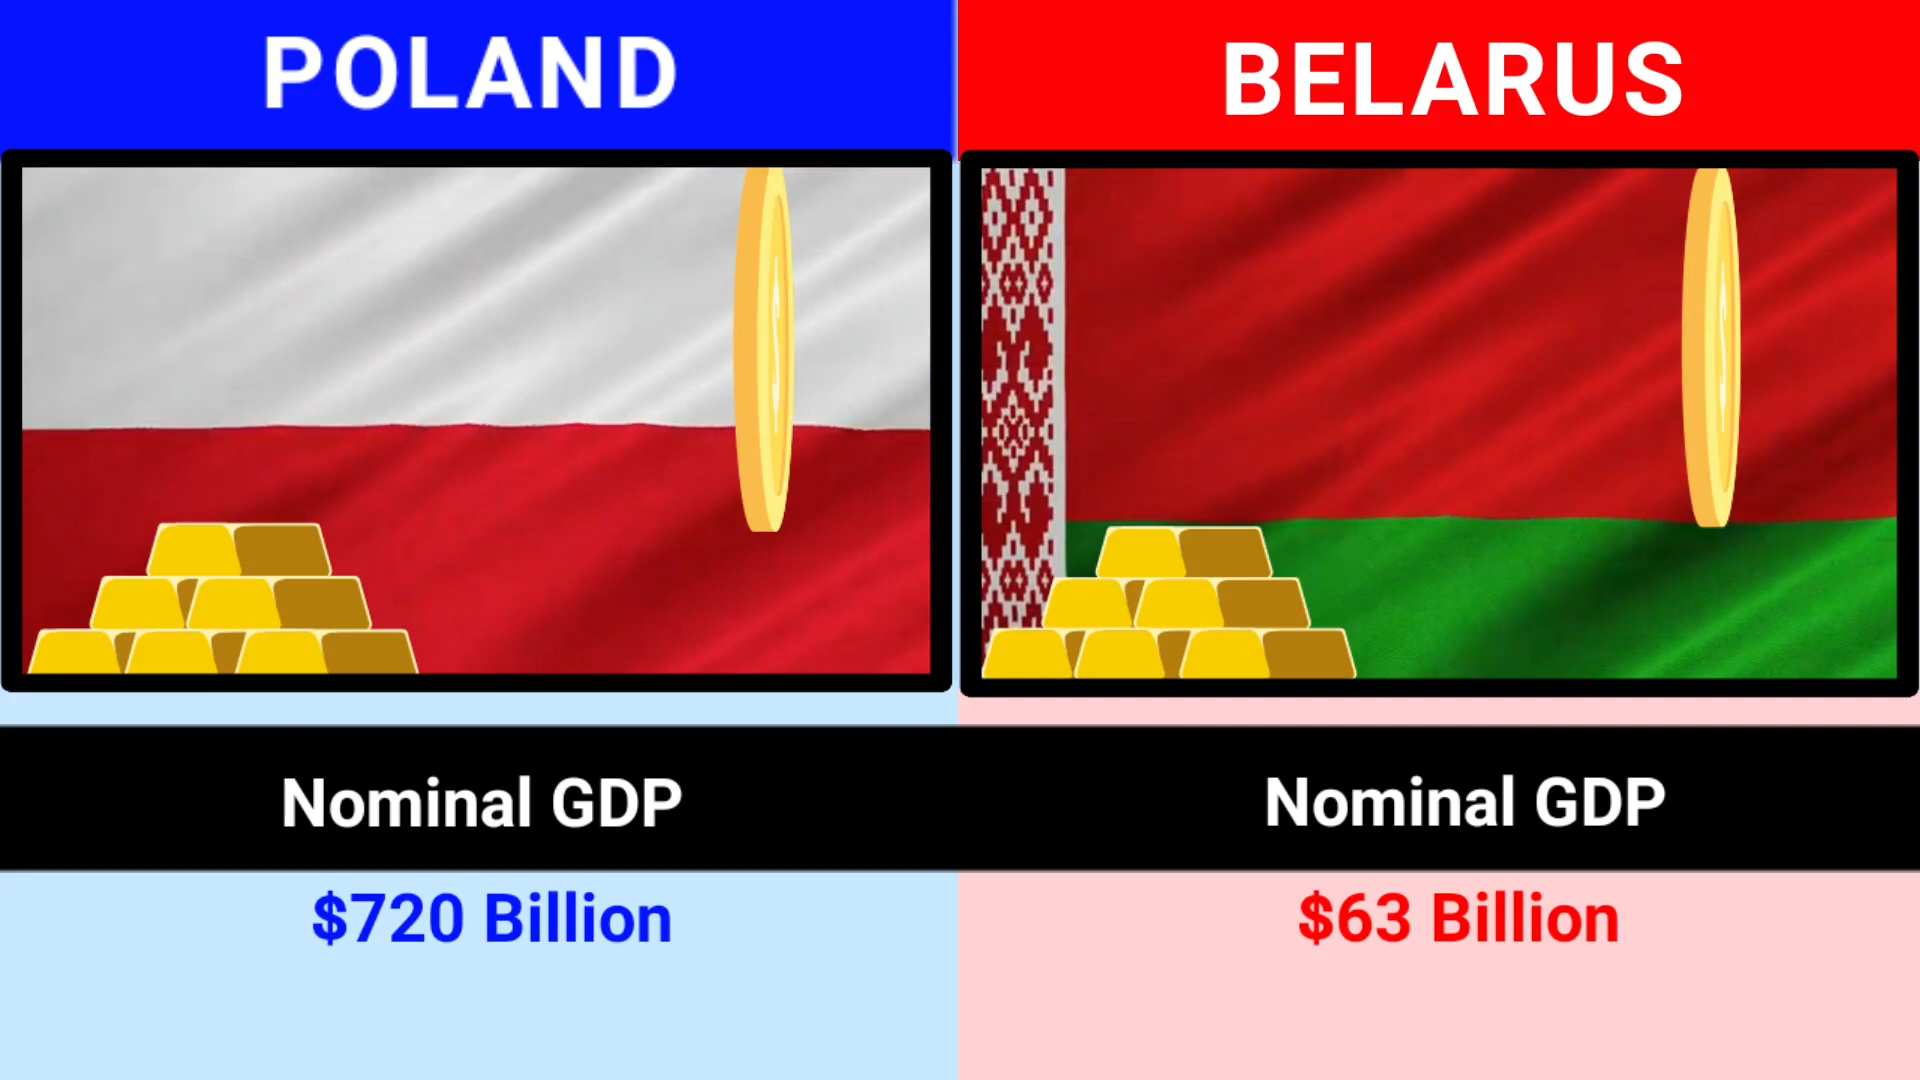 POLAND
BELARUS
Nominal GDP
Nominal GDP
$720 Billion
$63 Billion